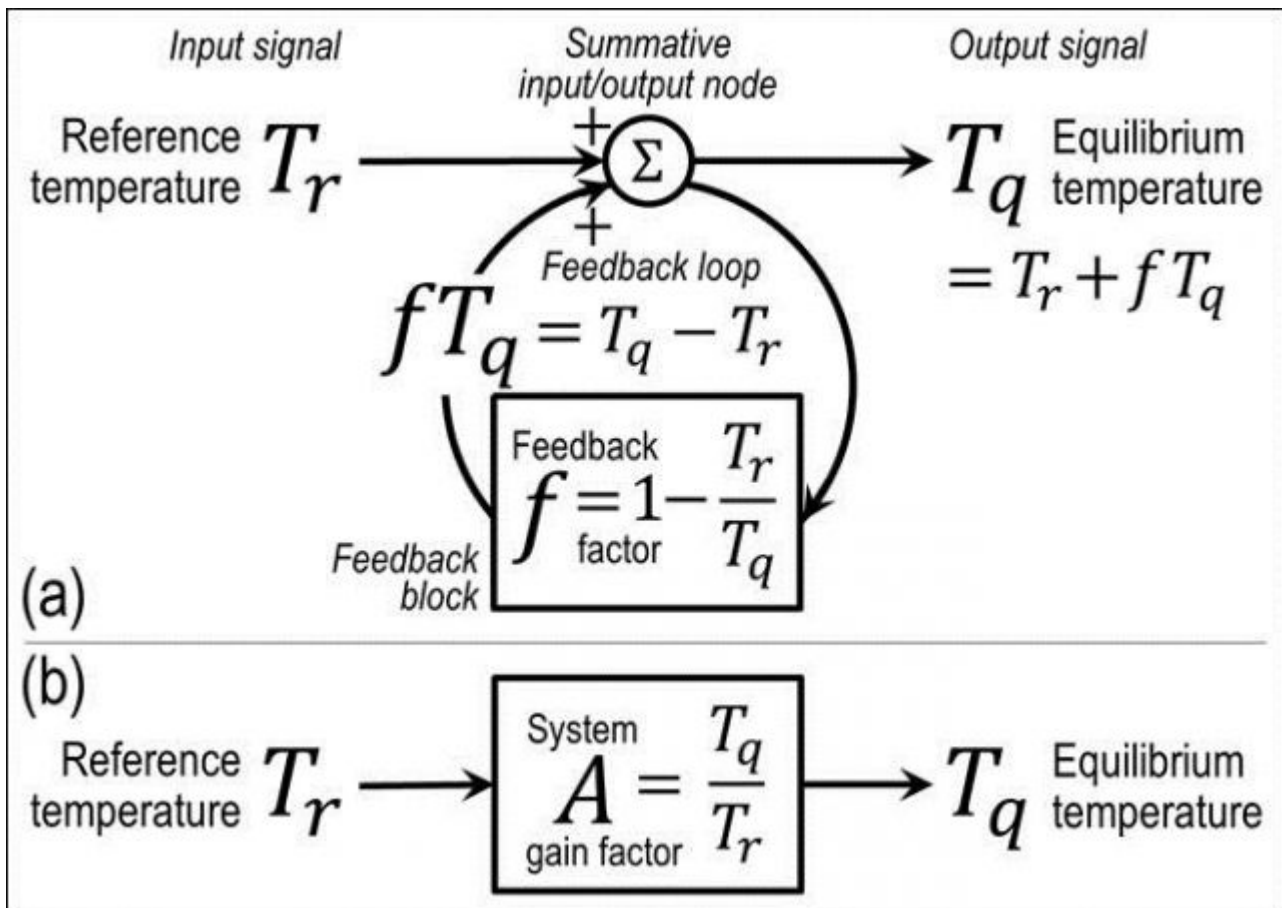 Input signal
Summative
input/output node
Output signal
Reference
temperature
T_r
+
Σ
+
T_q
Equilibrium
temperature
= T_r + f T_q
Feedback loop
f T_q = T_q − T_r
Feedback
f = 1 − T_r / T_q
factor
Feedback
block
(a)
(b)
Reference
temperature
T_r
System
A = T_q / T_r
gain factor
T_q
Equilibrium
temperature